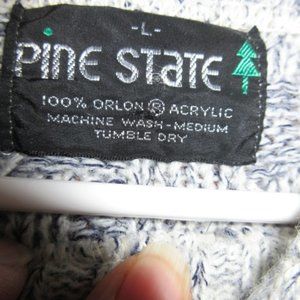 -L-
PINE STATE
100% ORLON ® ACRYLIC
MACHINE WASH-MEDIUM
TUMBLE DRY